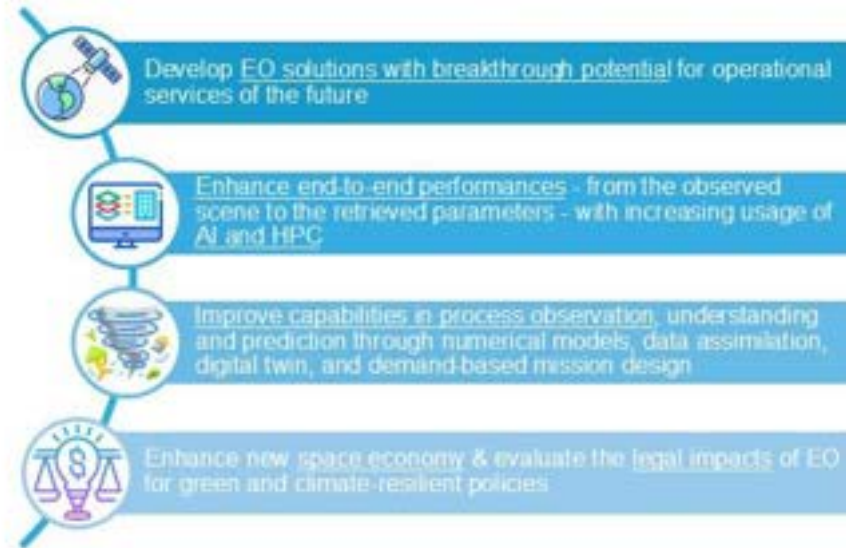 Develop EO solutions with breakthrough potential for operational
services of the future
Enhance end-to-end performances - from the observed
scene to the retrieved parameters - with increasing usage of
AI and HPC
Improve capabilities in process observation, understanding
and prediction through numerical models, data assimilation,
digital twin, and demand-based mission design
Enhance new space economy & evaluate the legal impacts of EO
for green and climate-resilient policies